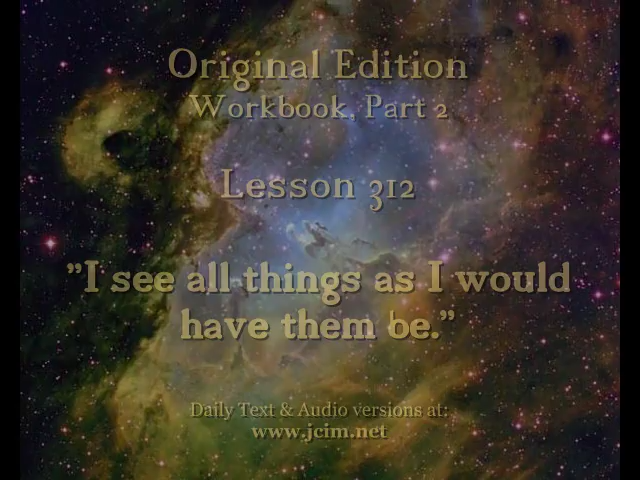 Original Edition
Workbook, Part 2
Lesson 312
"I see all things as I would
have them be."
Daily Text & Audio versions at:
www.jcim.net